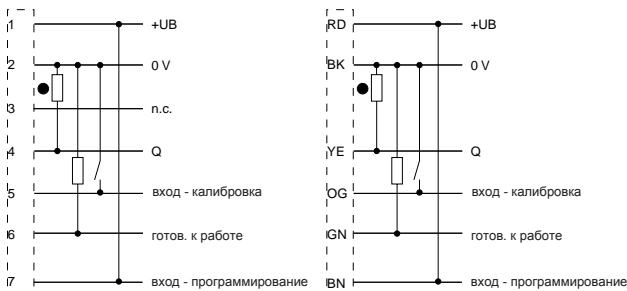 1 +UB
2 0 V
3 n.c.
4 Q
5 вход - калибровка
6 готов. к работе
7 вход - программирование
RD +UB
BK 0 V
YE Q
OG вход - калибровка
GN готов. к работе
BN вход - программирование